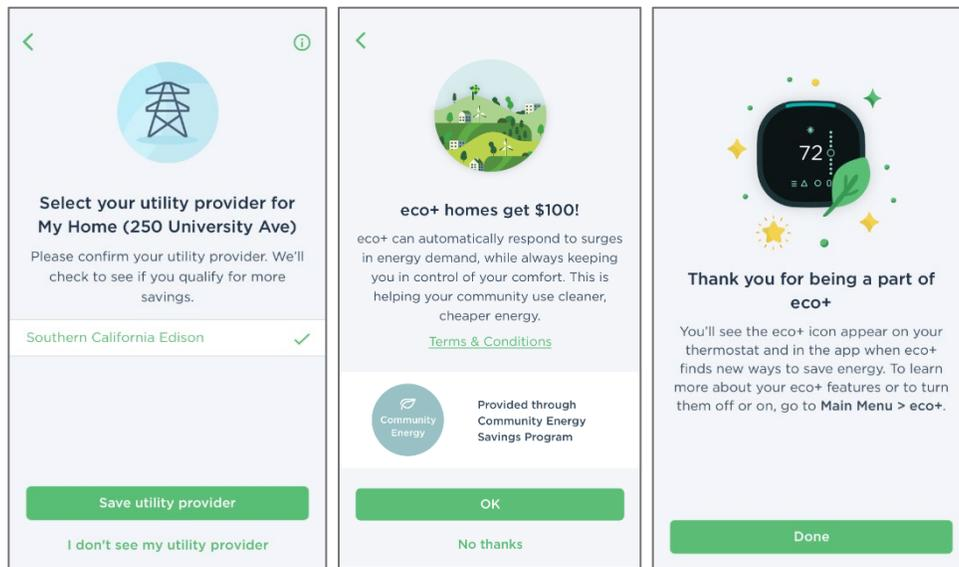 Select your utility provider for
My Home (250 University Ave)
Please confirm your utility provider. We'll
check to see if you qualify for more
savings.
Southern California Edison
Save utility provider
I don't see my utility provider
eco+ homes get $100!
eco+ can automatically respond to surges
in energy demand, while always keeping
you in control of your comfort. This is
helping your community use cleaner,
cheaper energy.
Terms & Conditions
Community
Energy
Provided through
Community Energy
Savings Program
OK
No thanks
72
Thank you for being a part of
eco+
You'll see the eco+ icon appear on your
thermostat and in the app when eco+
finds new ways to save energy. To learn
more about your eco+ features or to turn
them off or on, go to Main Menu > eco+.
Done